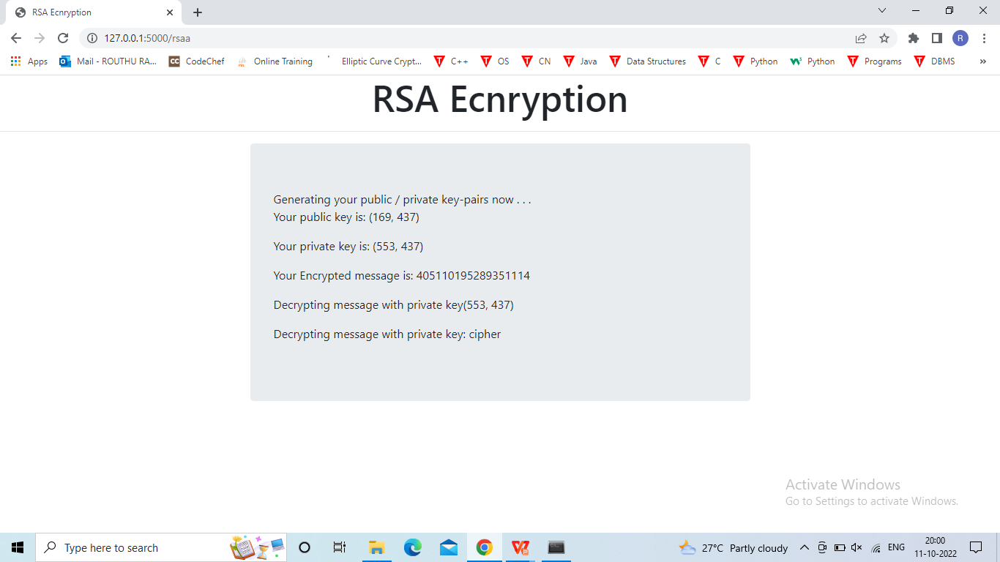 RSA Ecnryption
127.0.0.1:5000/rsaa
R
Apps Mail - ROUTHU RA... CC CodeChef Online Training Elliptic Curve Crypt... T C++ T OS T CN T Java T Data Structures T C T Python Python T Programs T DBMS »
RSA Ecnryption
Generating your public / private key-pairs now . . .
Your public key is: (169, 437)
Your private key is: (553, 437)
Your Encrypted message is: 405110195289351114
Decrypting message with private key(553, 437)
Decrypting message with private key: cipher
Activate Windows
Go to Settings to activate Windows.
Type here to search
27°C Partly cloudy
ENG
20:00
11-10-2022